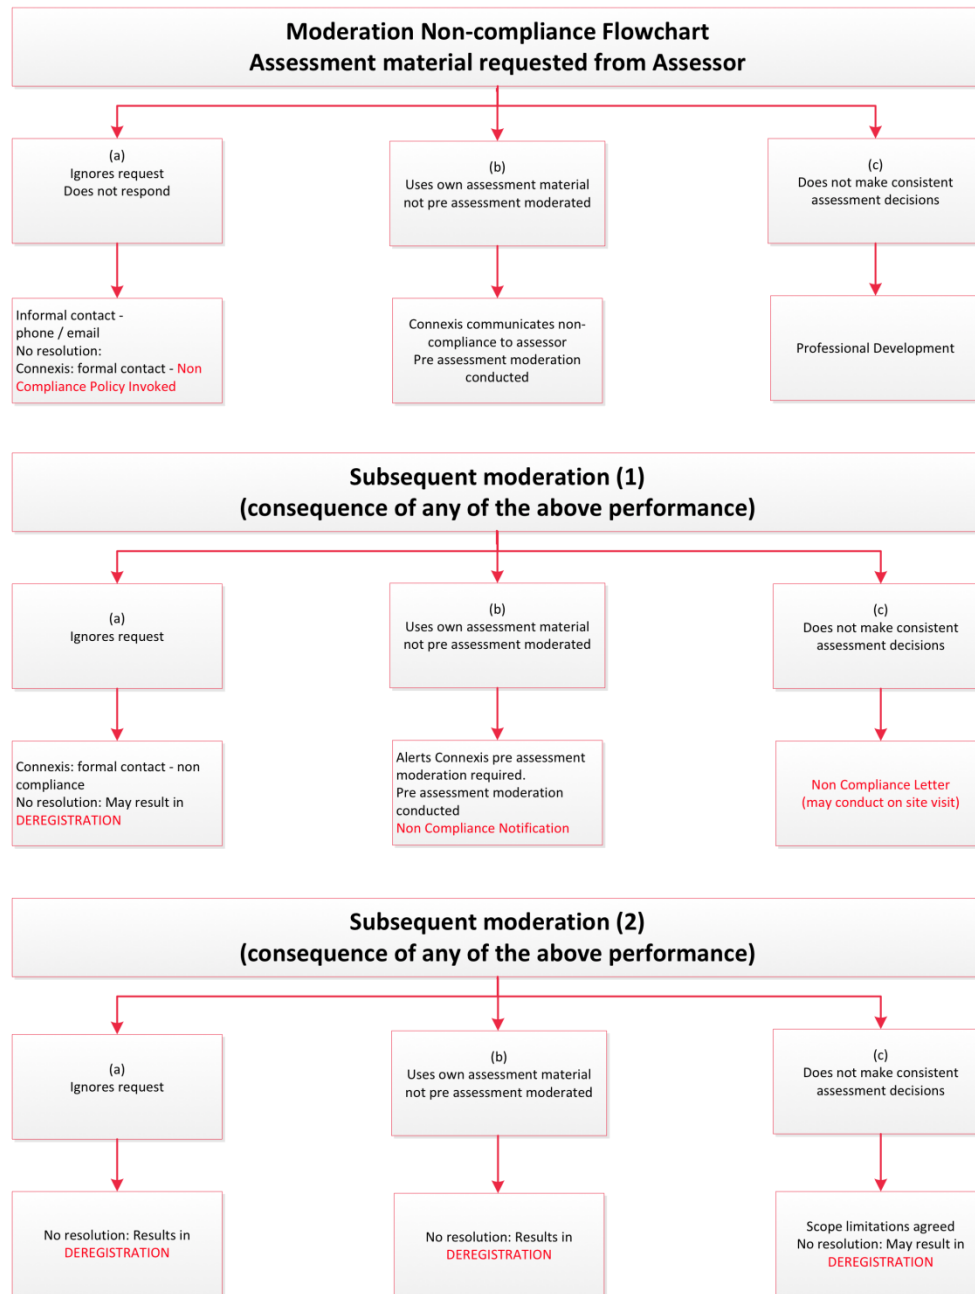 Moderation Non-compliance Flowchart
Assessment material requested from Assessor
(a)
Ignores request
Does not respond
(b)
Uses own assessment material
not pre assessment moderated
(c)
Does not make consistent
assessment decisions
Informal contact -
phone / email
No resolution:
Connexis: formal contact - Non
Compliance Policy Invoked
Connexis communicates non-
compliance to assessor
Pre assessment moderation
conducted
Professional Development
Subsequent moderation (1)
(consequence of any of the above performance)
(a)
Ignores request
(b)
Uses own assessment material
not pre assessment moderated
(c)
Does not make consistent
assessment decisions
Connexis: formal contact - non
compliance
No resolution: May result in
DEREGISTRATION
Alerts Connexis pre assessment
moderation required.
Pre assessment moderation
conducted
Non Compliance Notification
Non Compliance Letter
(may conduct on site visit)
Subsequent moderation (2)
(consequence of any of the above performance)
(a)
Ignores request
(b)
Uses own assessment material
not pre assessment moderated
(c)
Does not make consistent
assessment decisions
No resolution: Results in
DEREGISTRATION
No resolution: Results in
DEREGISTRATION
Scope limitations agreed
No resolution: May result in
DEREGISTRATION